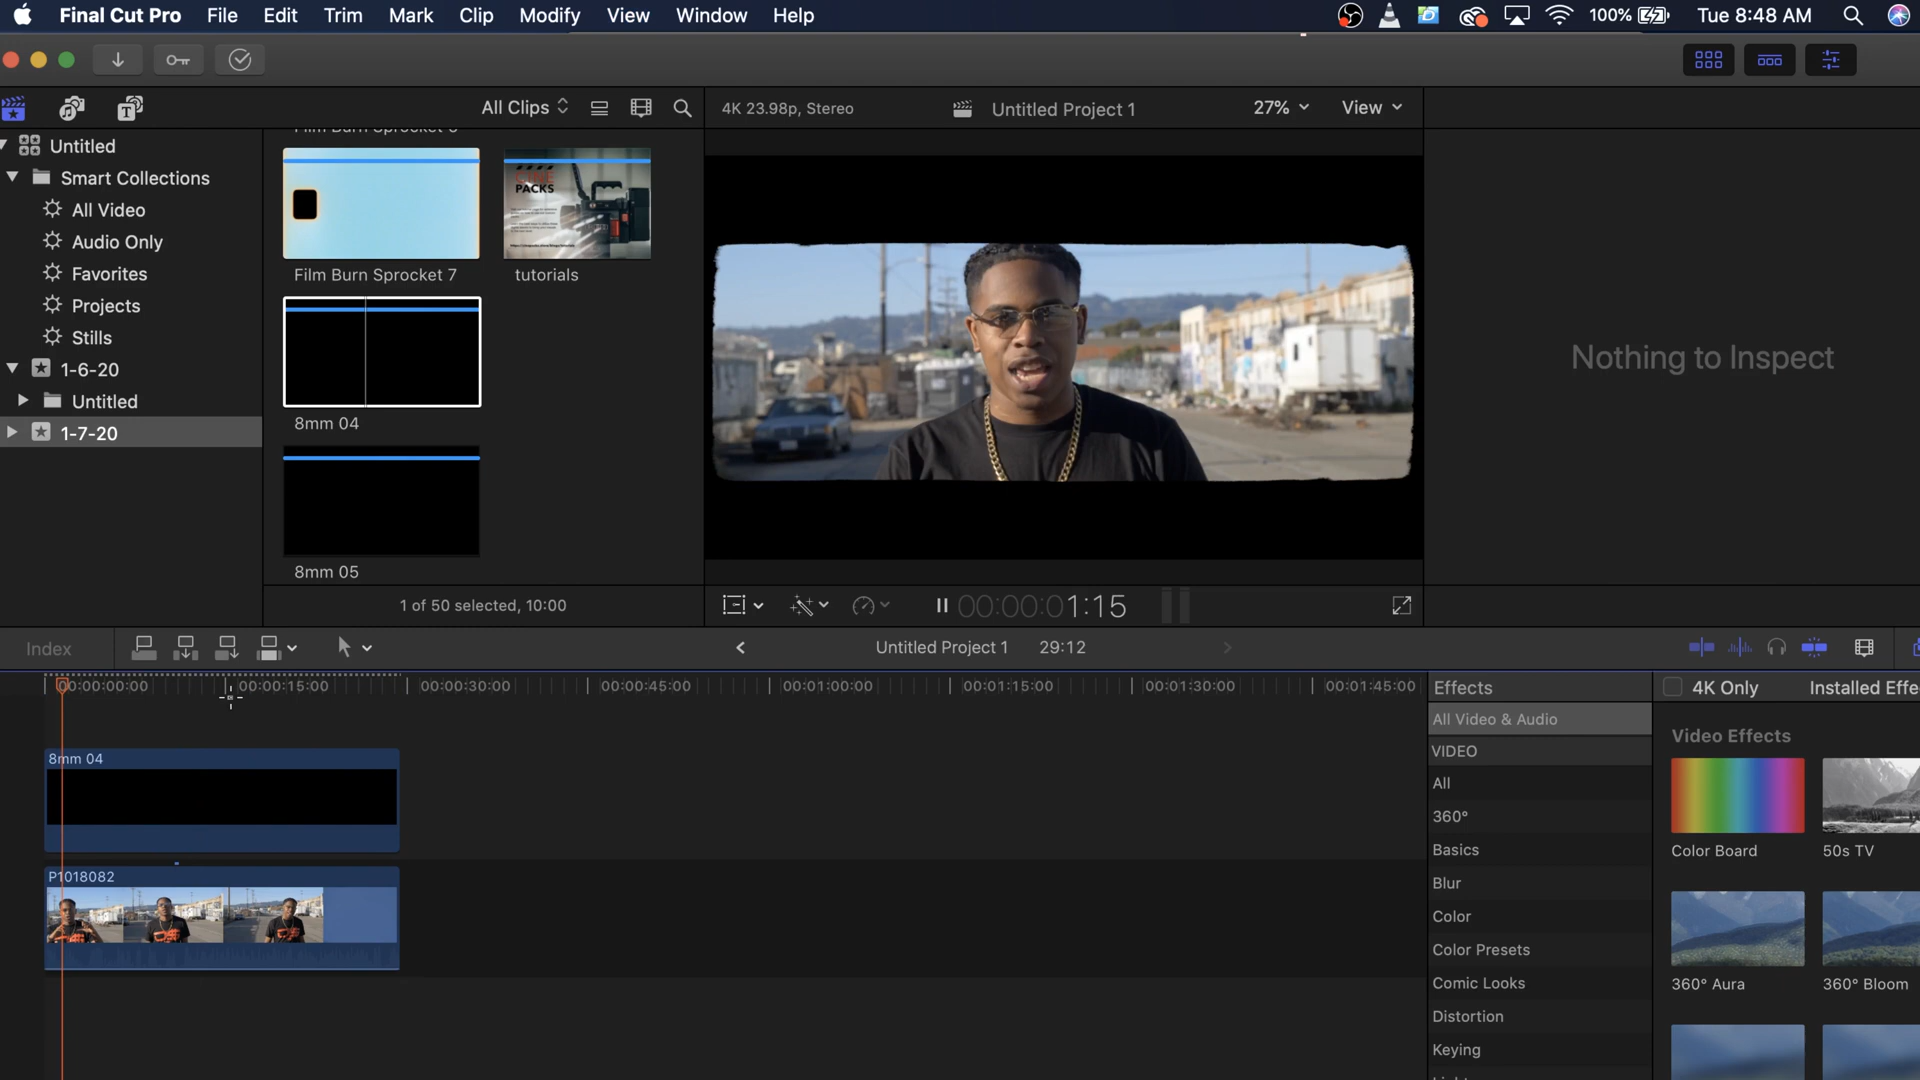 Final Cut Pro File Edit Trim Mark Clip Modify View Window Help
100% Tue 8:48 AM
All Clips
4K 23.98p, Stereo
Untitled Project 1
27%
View
Untitled
Smart Collections
All Video
Audio Only
Favorites
Projects
Stills
1-6-20
Untitled
1-7-20
PACKS
Film Burn Sprocket 7
tutorials
8mm 04
8mm 05
1 of 50 selected, 10:00
Nothing to Inspect
00:00:01:15
Index
Untitled Project 1
29:12
00:00:00:00 00:00:15:00 00:00:30:00 00:00:45:00 00:01:00:00 00:01:15:00 00:01:30:00 00:01:45:00
8mm 04
P1018082
Effects
4K Only
Installed Effe
All Video & Audio
VIDEO
All
360°
Basics
Blur
Color
Color Presets
Comic Looks
Distortion
Keying
Video Effects
Color Board
50s TV
360° Aura
360° Bloom